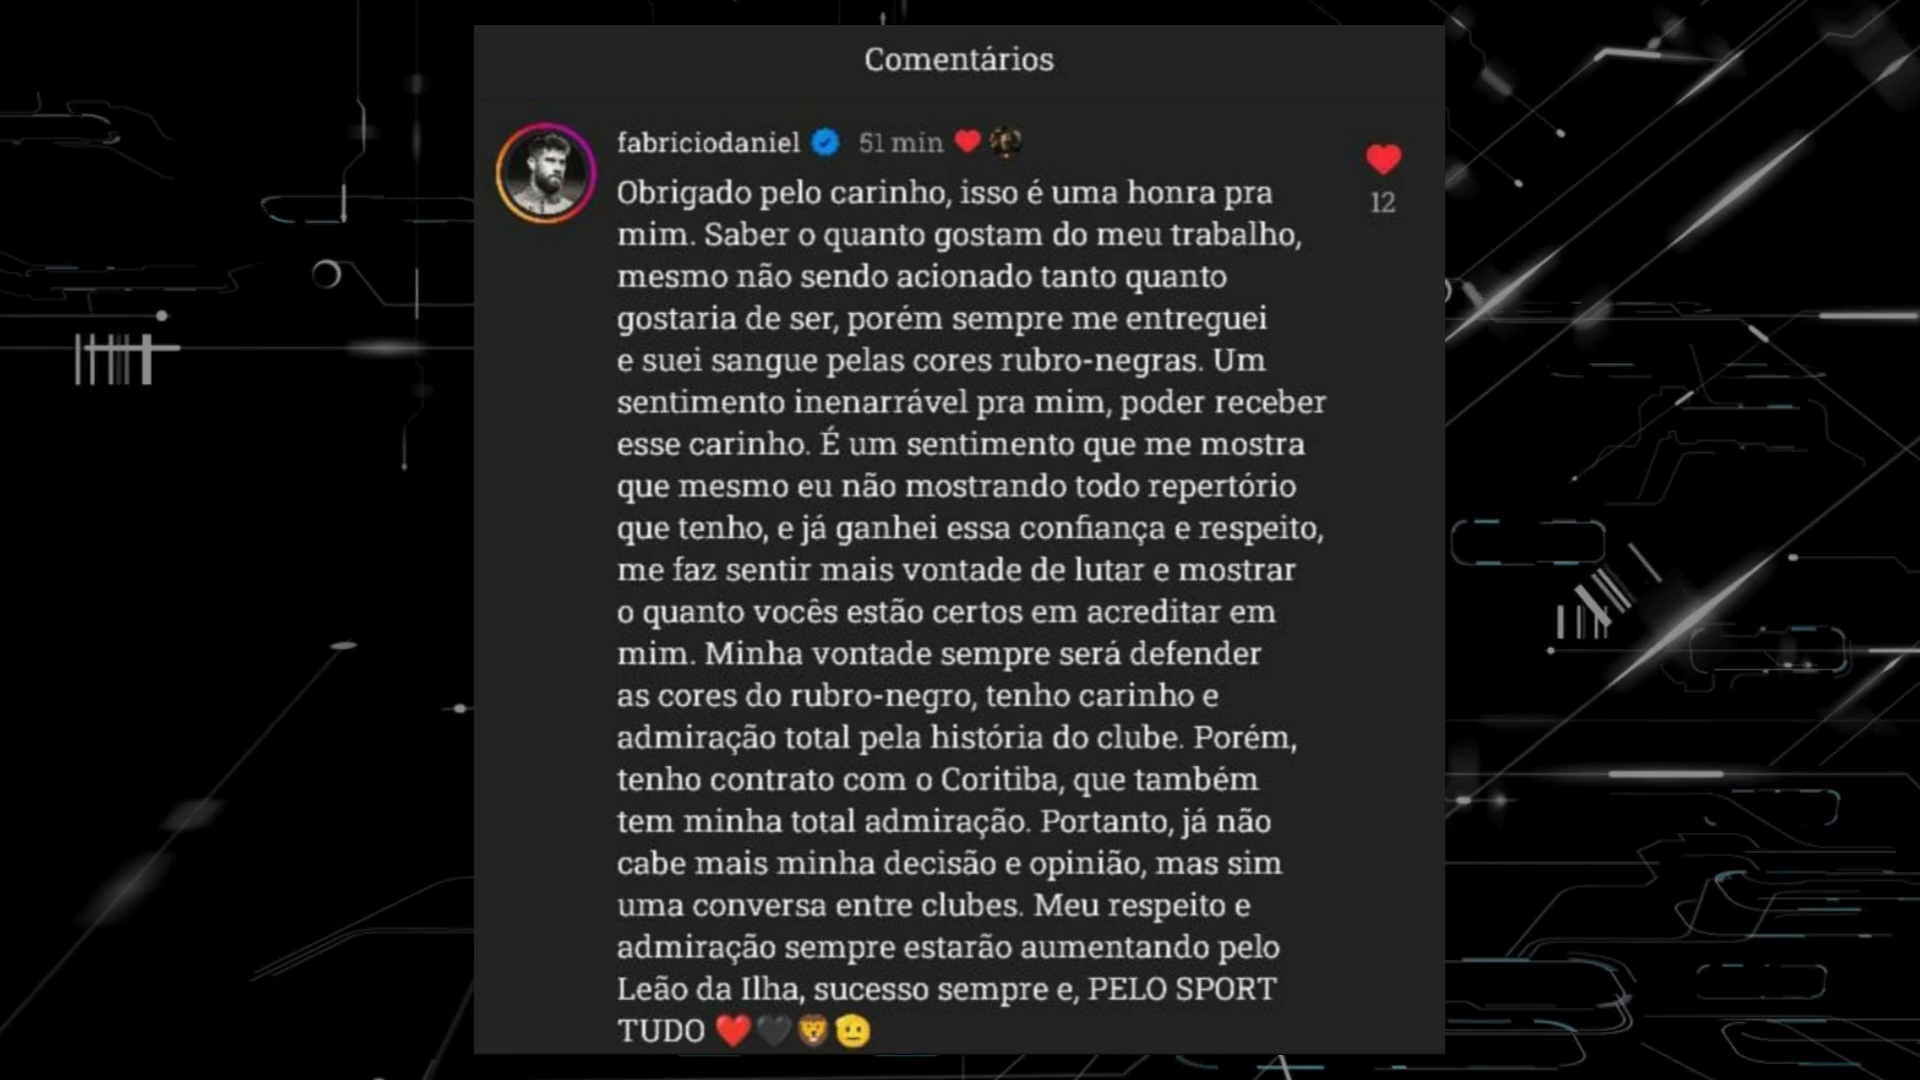 Comentários
fabriciodaniel 51 min
12
Obrigado pelo carinho, isso é uma honra pra
mim. Saber o quanto gostam do meu trabalho,
mesmo não sendo acionado tanto quanto
gostaria de ser, porém sempre me entreguei
e suei sangue pelas cores rubro-negras. Um
sentimento inenarrável pra mim, poder receber
esse carinho. É um sentimento que me mostra
que mesmo eu não mostrando todo repertório
que tenho, e já ganhei essa confiança e respeito,
me faz sentir mais vontade de lutar e mostrar
o quanto vocês estão certos em acreditar em
mim. Minha vontade sempre será defender
as cores do rubro-negro, tenho carinho e
admiração total pela história do clube. Porém,
tenho contrato com o Coritiba, que também
tem minha total admiração. Portanto, já não
cabe mais minha decisão e opinião, mas sim
uma conversa entre clubes. Meu respeito e
admiração sempre estarão aumentando pelo
Leão da Ilha, sucesso sempre e, PELO SPORT
TUDO ❤️🖤🦁🫡